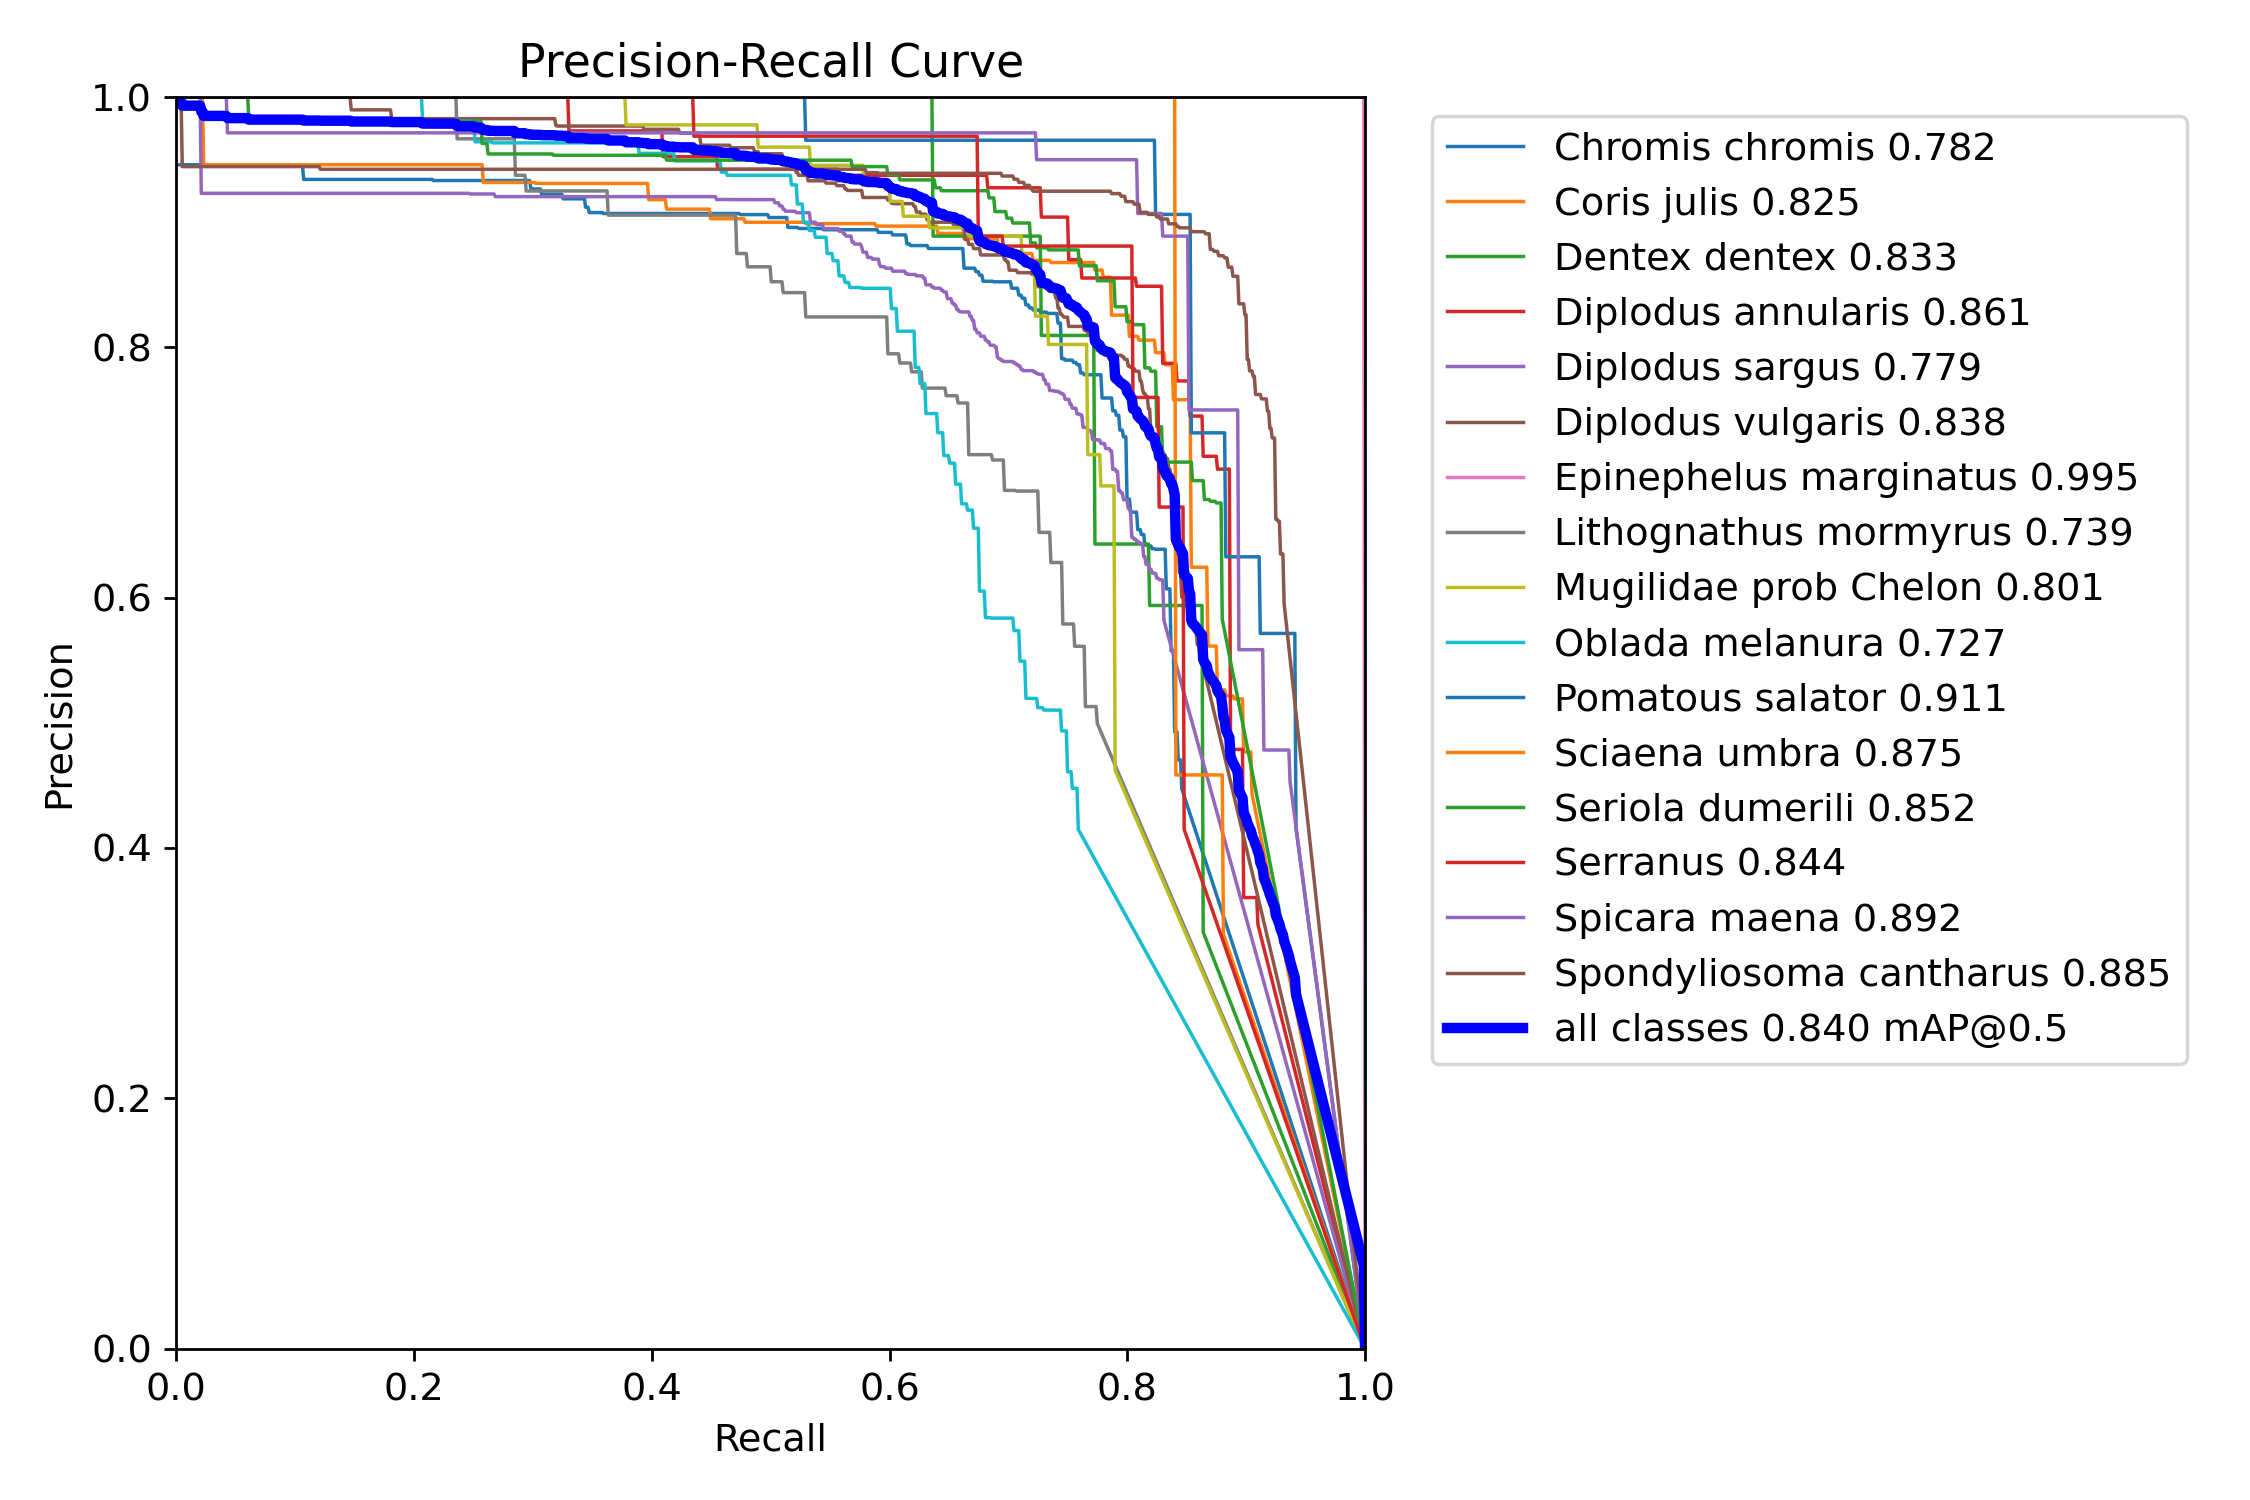 Precision-Recall Curve
1.0
0.8
0.6
0.4
0.2
0.0
Precision
0.0 0.2 0.4 0.6 0.8 1.0
Recall
Chromis chromis 0.782
Coris julis 0.825
Dentex dentex 0.833
Diplodus annularis 0.861
Diplodus sargus 0.779
Diplodus vulgaris 0.838
Epinephelus marginatus 0.995
Lithognathus mormyrus 0.739
Mugilidae prob Chelon 0.801
Oblada melanura 0.727
Pomatous salator 0.911
Sciaena umbra 0.875
Seriola dumerili 0.852
Serranus 0.844
Spicara maena 0.892
Spondyliosoma cantharus 0.885
all classes 0.840 mAP@0.5